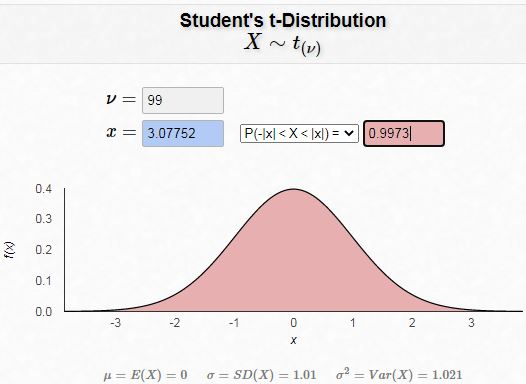 Student's t-Distribution
X ∼ t(ν)
ν = 99
x = 3.07752 P(-|x| < X < |x|) = 0.9973
0.4
0.3
0.2
0.1
0.0
f(x)
-3 -2 -1 0 1 2 3
x
μ = E(X) = 0 σ = SD(X) = 1.01 σ² = Var(X) = 1.021